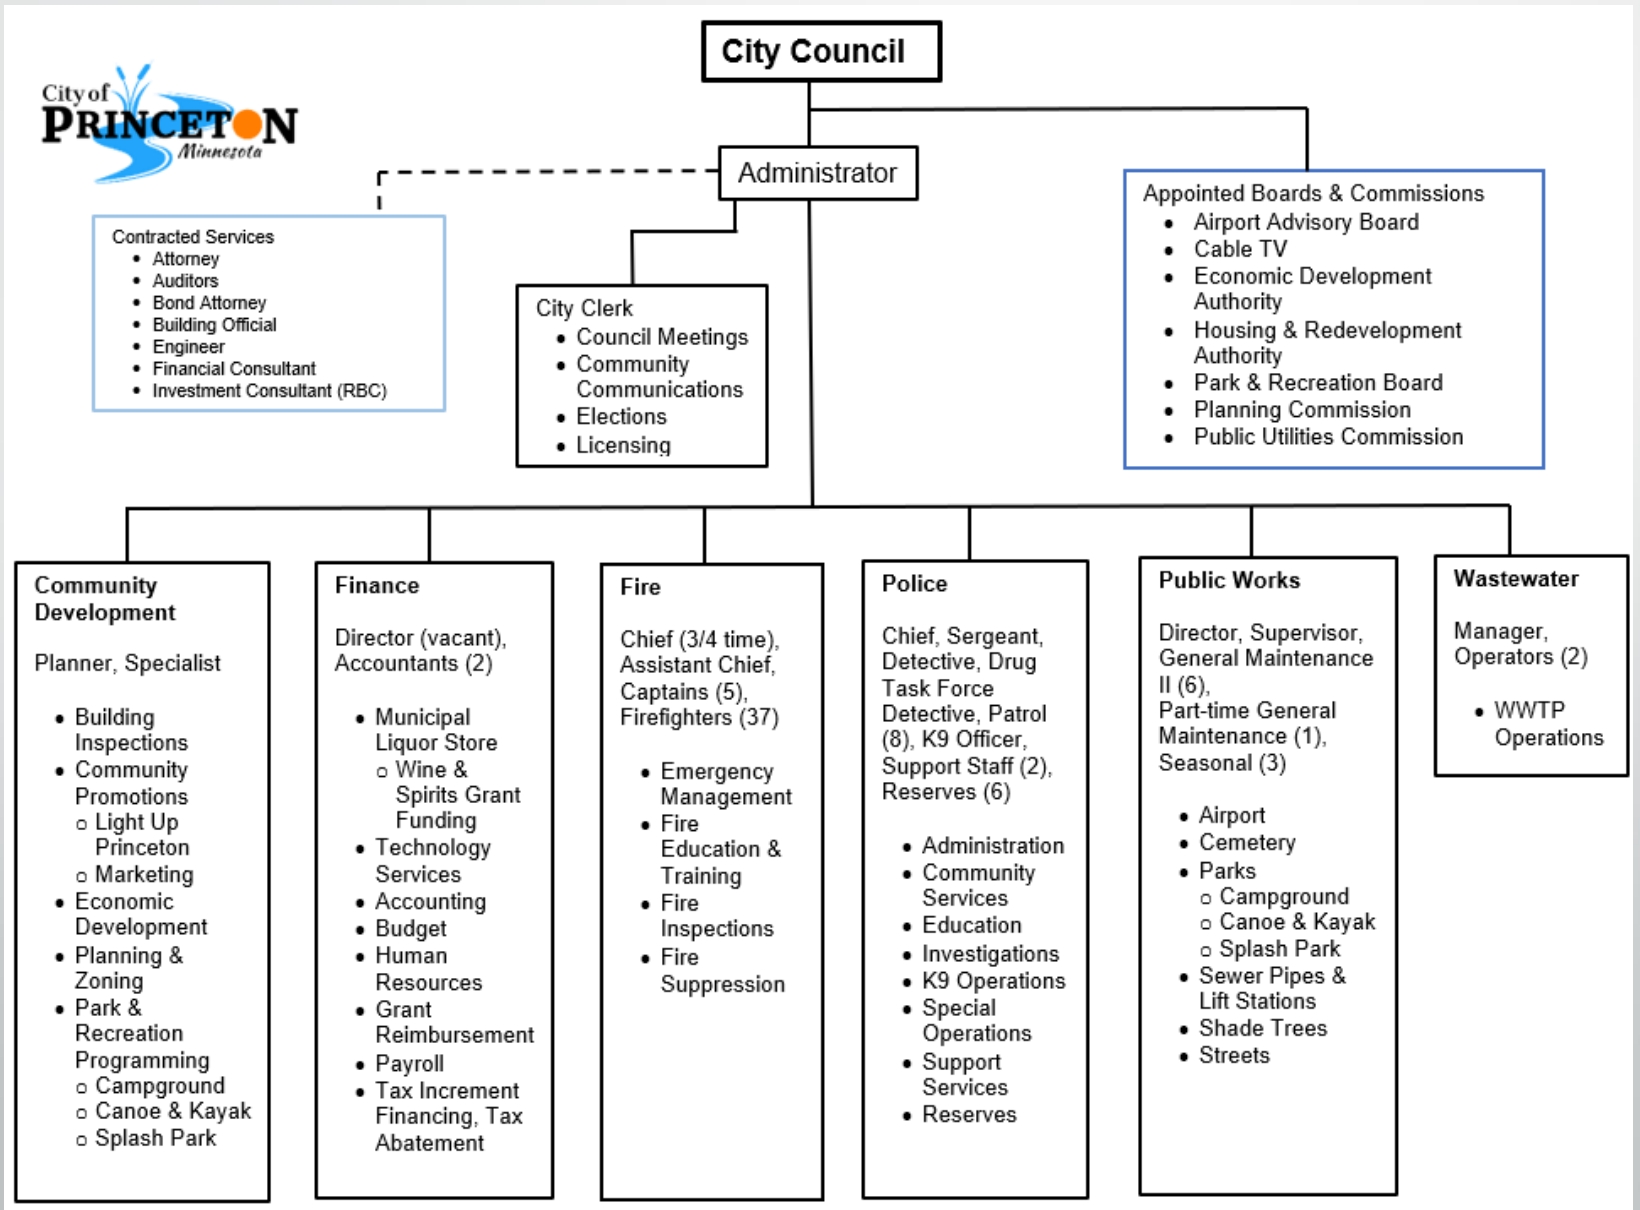 City Council
City of
PRINCETON
Minnesota
Administrator
Contracted Services
• Attorney
• Auditors
• Bond Attorney
• Building Official
• Engineer
• Financial Consultant
• Investment Consultant (RBC)
City Clerk
• Council Meetings
• Community
Communications
• Elections
• Licensing
Appointed Boards & Commissions
• Airport Advisory Board
• Cable TV
• Economic Development
Authority
• Housing & Redevelopment
Authority
• Park & Recreation Board
• Planning Commission
• Public Utilities Commission
Community
Development
Planner, Specialist
• Building
Inspections
• Community
Promotions
o Light Up
Princeton
o Marketing
• Economic
Development
• Planning &
Zoning
• Park &
Recreation
Programming
o Campground
o Canoe & Kayak
o Splash Park
Finance
Director (vacant),
Accountants (2)
• Municipal
Liquor Store
o Wine &
Spirits Grant
Funding
• Technology
Services
• Accounting
• Budget
• Human
Resources
• Grant
Reimbursement
• Payroll
• Tax Increment
Financing, Tax
Abatement
Fire
Chief (3/4 time),
Assistant Chief,
Captains (5),
Firefighters (37)
• Emergency
Management
• Fire
Education &
Training
• Fire
Inspections
• Fire
Suppression
Police
Chief, Sergeant,
Detective, Drug
Task Force
Detective, Patrol
(8), K9 Officer,
Support Staff (2),
Reserves (6)
• Administration
• Community
Services
• Education
• Investigations
• K9 Operations
• Special
Operations
• Support
Services
• Reserves
Public Works
Director, Supervisor,
General Maintenance
II (6),
Part-time General
Maintenance (1),
Seasonal (3)
• Airport
• Cemetery
• Parks
o Campground
o Canoe & Kayak
o Splash Park
• Sewer Pipes &
Lift Stations
• Shade Trees
• Streets
Wastewater
Manager,
Operators (2)
• WWTP
Operations